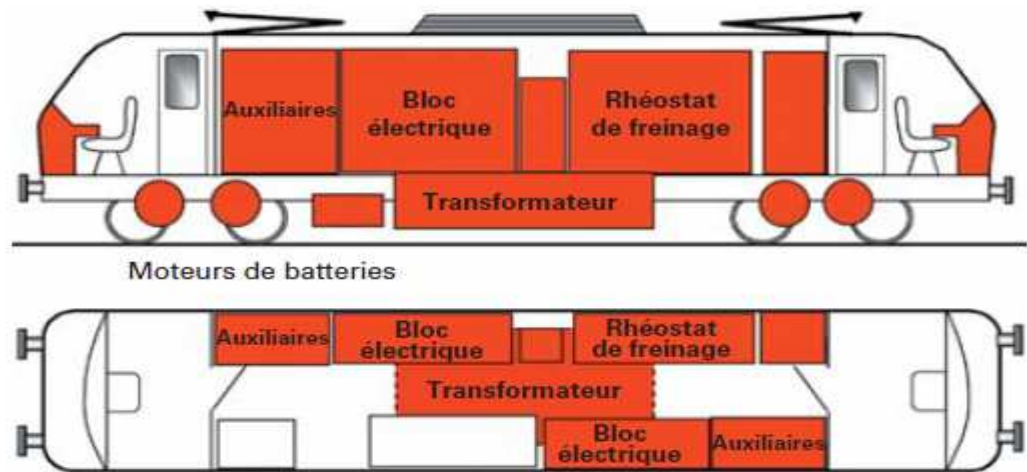 Auxiliaires
Bloc
électrique
Rhéostat
de freinage
Transformateur
Moteurs de batteries
Auxiliaires
Bloc
électrique
Rhéostat
de freinage
Transformateur
Bloc
électrique
Auxiliaires